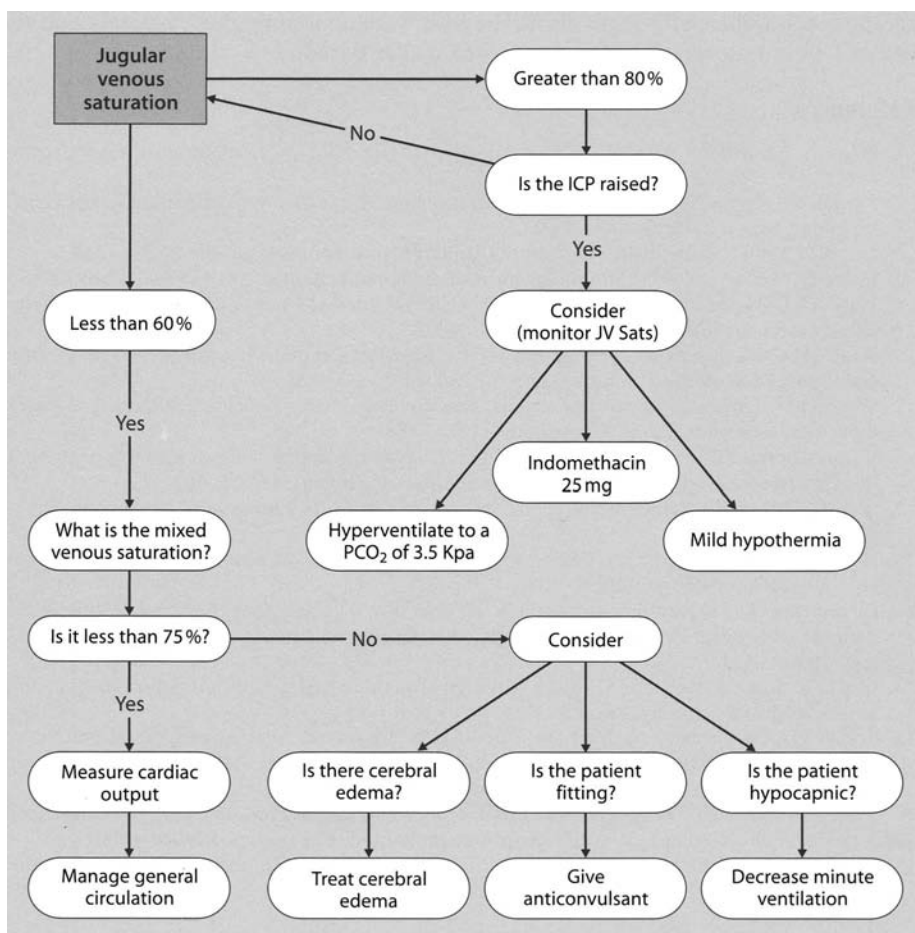 Jugular
venous
saturation
Greater than 80%
No
Is the ICP raised?
Yes
Less than 60%
Consider
(monitor JV Sats)
Yes
Indomethacin
25 mg
What is the mixed
venous saturation?
Hyperventilate to a
PCO2 of 3.5 Kpa
Mild hypothermia
Is it less than 75%?
No
Consider
Yes
Measure cardiac
output
Is there cerebral
edema?
Is the patient
fitting?
Is the patient
hypocapnic?
Manage general
circulation
Treat cerebral
edema
Give
anticonvulsant
Decrease minute
ventilation